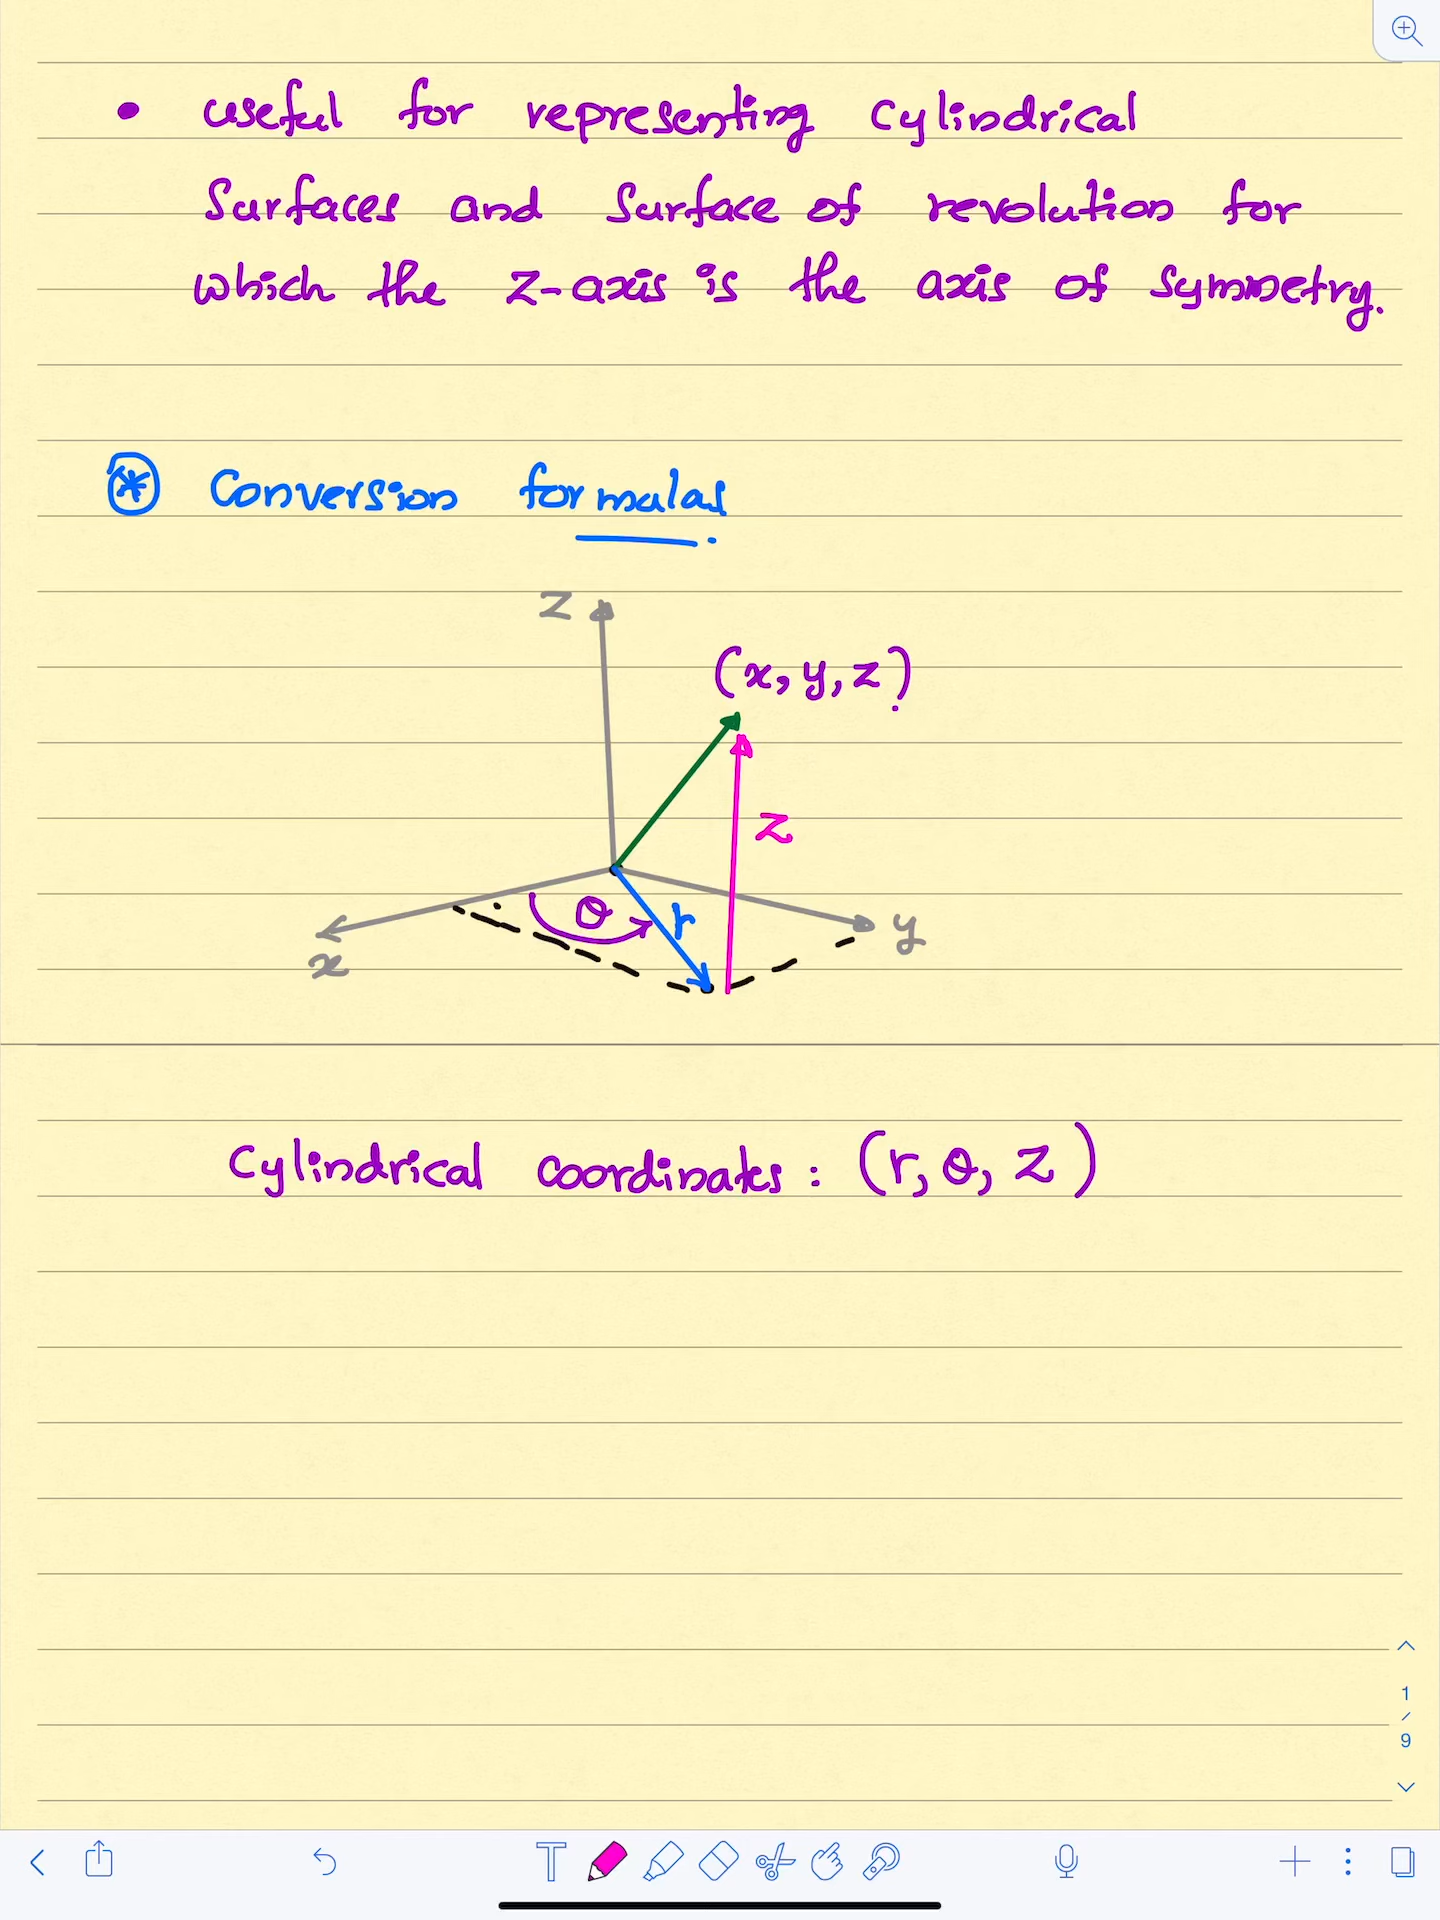 • useful for representing cylindrical
surfaces and surface of revolution for
which the z-axis is the axis of symmetry.
⊛ Conversion formulas
z
(x, y, z)
z
θ
r
y
x
Cylindrical coordinates : (r, θ, z)
1
/
9
T